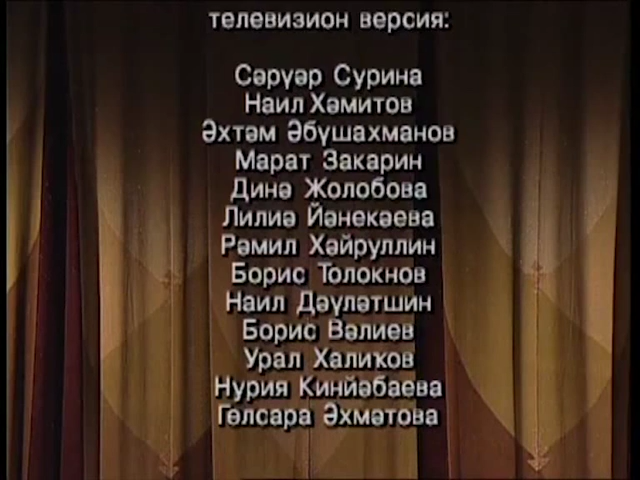 телевизион версия:
Сәрүәр Сурина
Наил Хәмитов
Әхтәм Әбүшахманов
Марат Закарин
Динә Жолобова
Лилиә Йәнекәева
Рәмил Хәйруллин
Борис Толокнов
Наил Дәүләтшин
Борис Вәлиев
Урал Халиҡов
Нурия Кинйәбаева
Гөлсара Әхмәтова